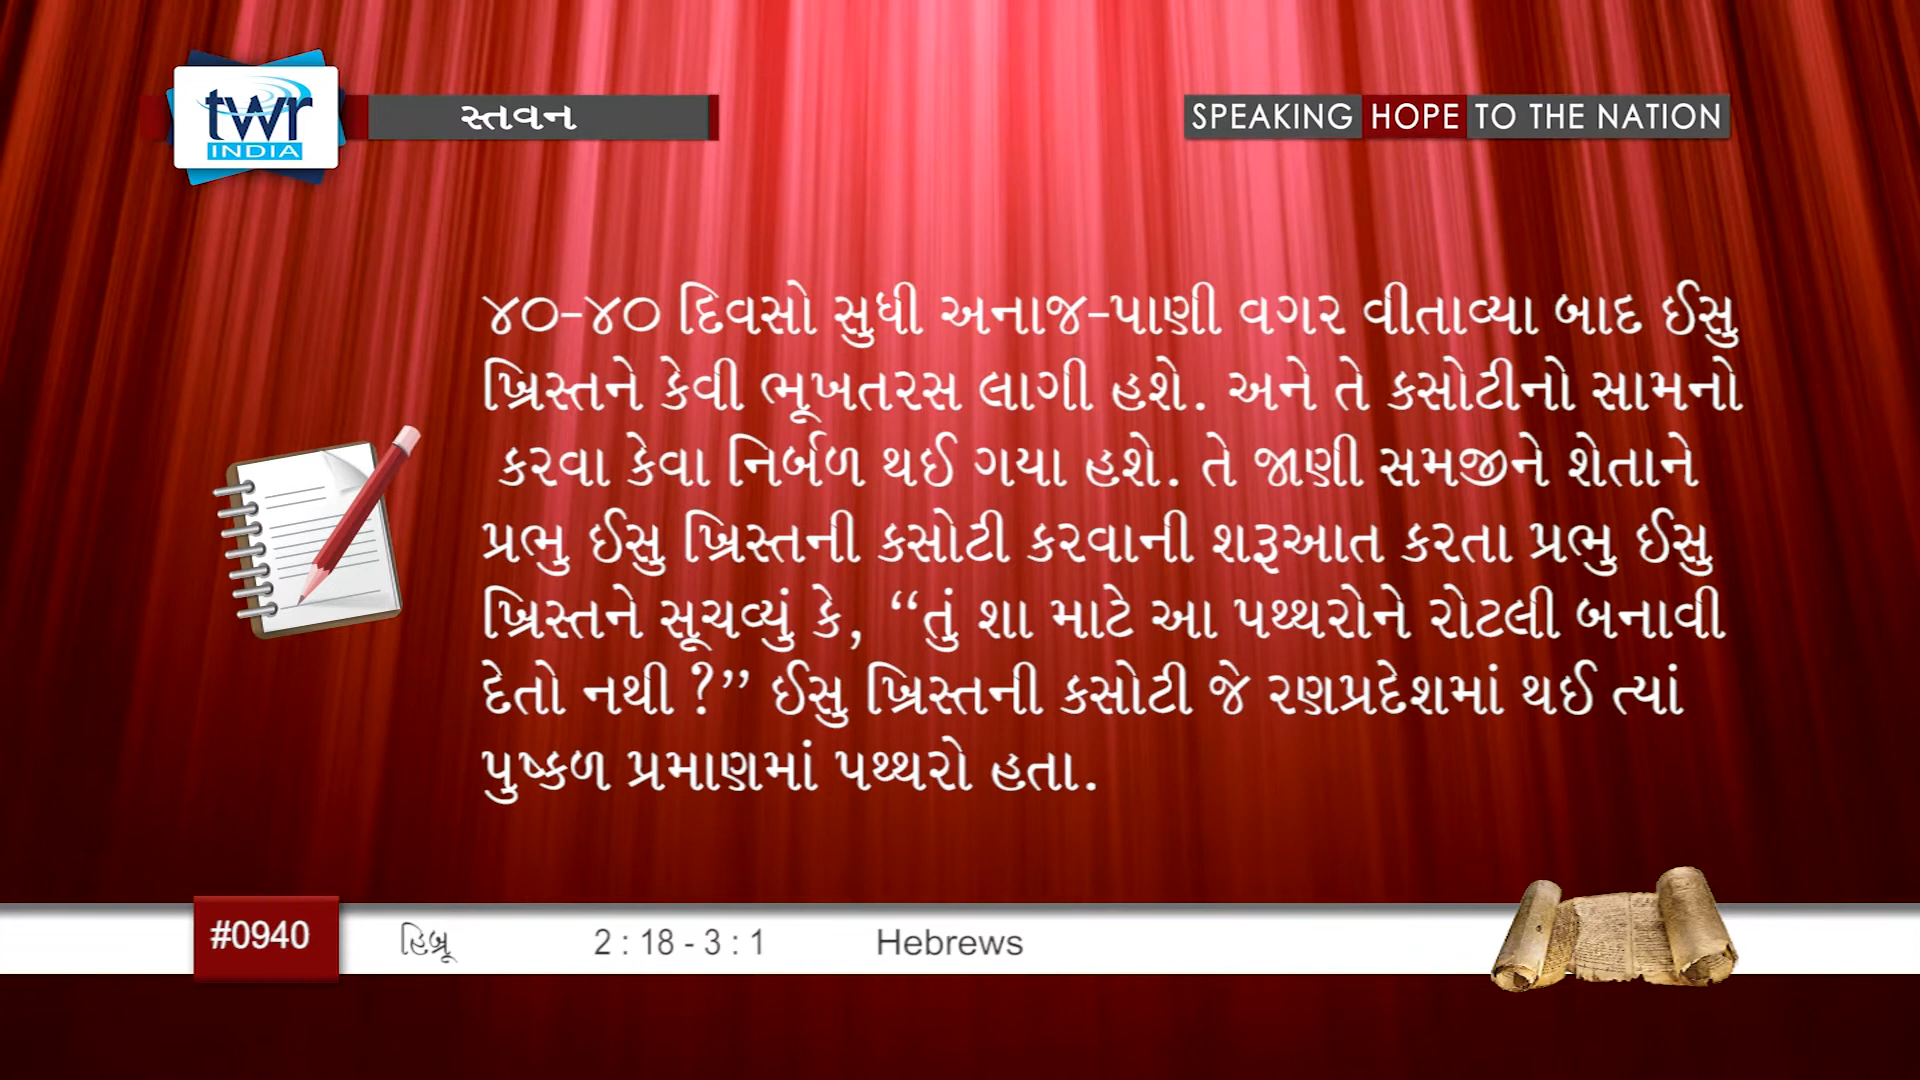 twr
INDIA
સ્તવન
SPEAKING HOPE TO THE NATION
૪૦-૪૦ દિવસો સુધી અનાજ-પાણી વગર વીતાવ્યા બાદ ઈસુ
ખ્રિસ્તને કેવી ભૂખતરસ લાગી હશે. અને તે કસોટીનો સામનો
કરવા કેવા નિર્બળ થઈ ગયા હશે. તે જાણી સમજીને શેતાને
પ્રભુ ઈસુ ખ્રિસ્તની કસોટી કરવાની શરૂઆત કરતા પ્રભુ ઈસુ
ખ્રિસ્તને સૂચવ્યું કે, “તું શા માટે આ પથ્થરોને રોટલી બનાવી
દેતો નથી ?” ઈસુ ખ્રિસ્તની કસોટી જે રણપ્રદેશમાં થઈ ત્યાં
પુષ્કળ પ્રમાણમાં પથ્થરો હતા.
#0940 હિબ્રૂ 2 : 18 - 3 : 1 Hebrews